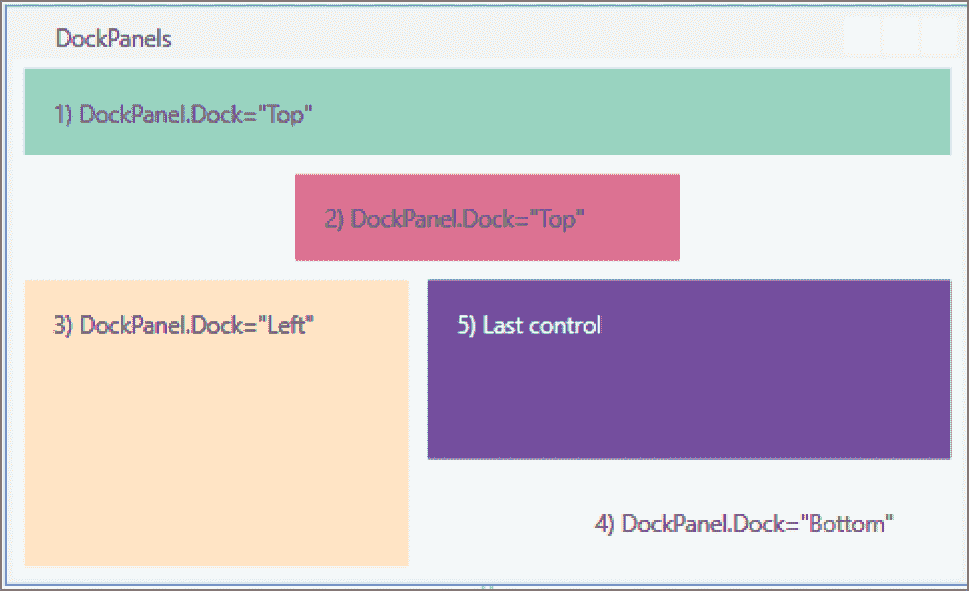 DockPanels
1) DockPanel.Dock="Top"
2) DockPanel.Dock="Top"
3) DockPanel.Dock="Left"
5) Last control
4) DockPanel.Dock="Bottom"